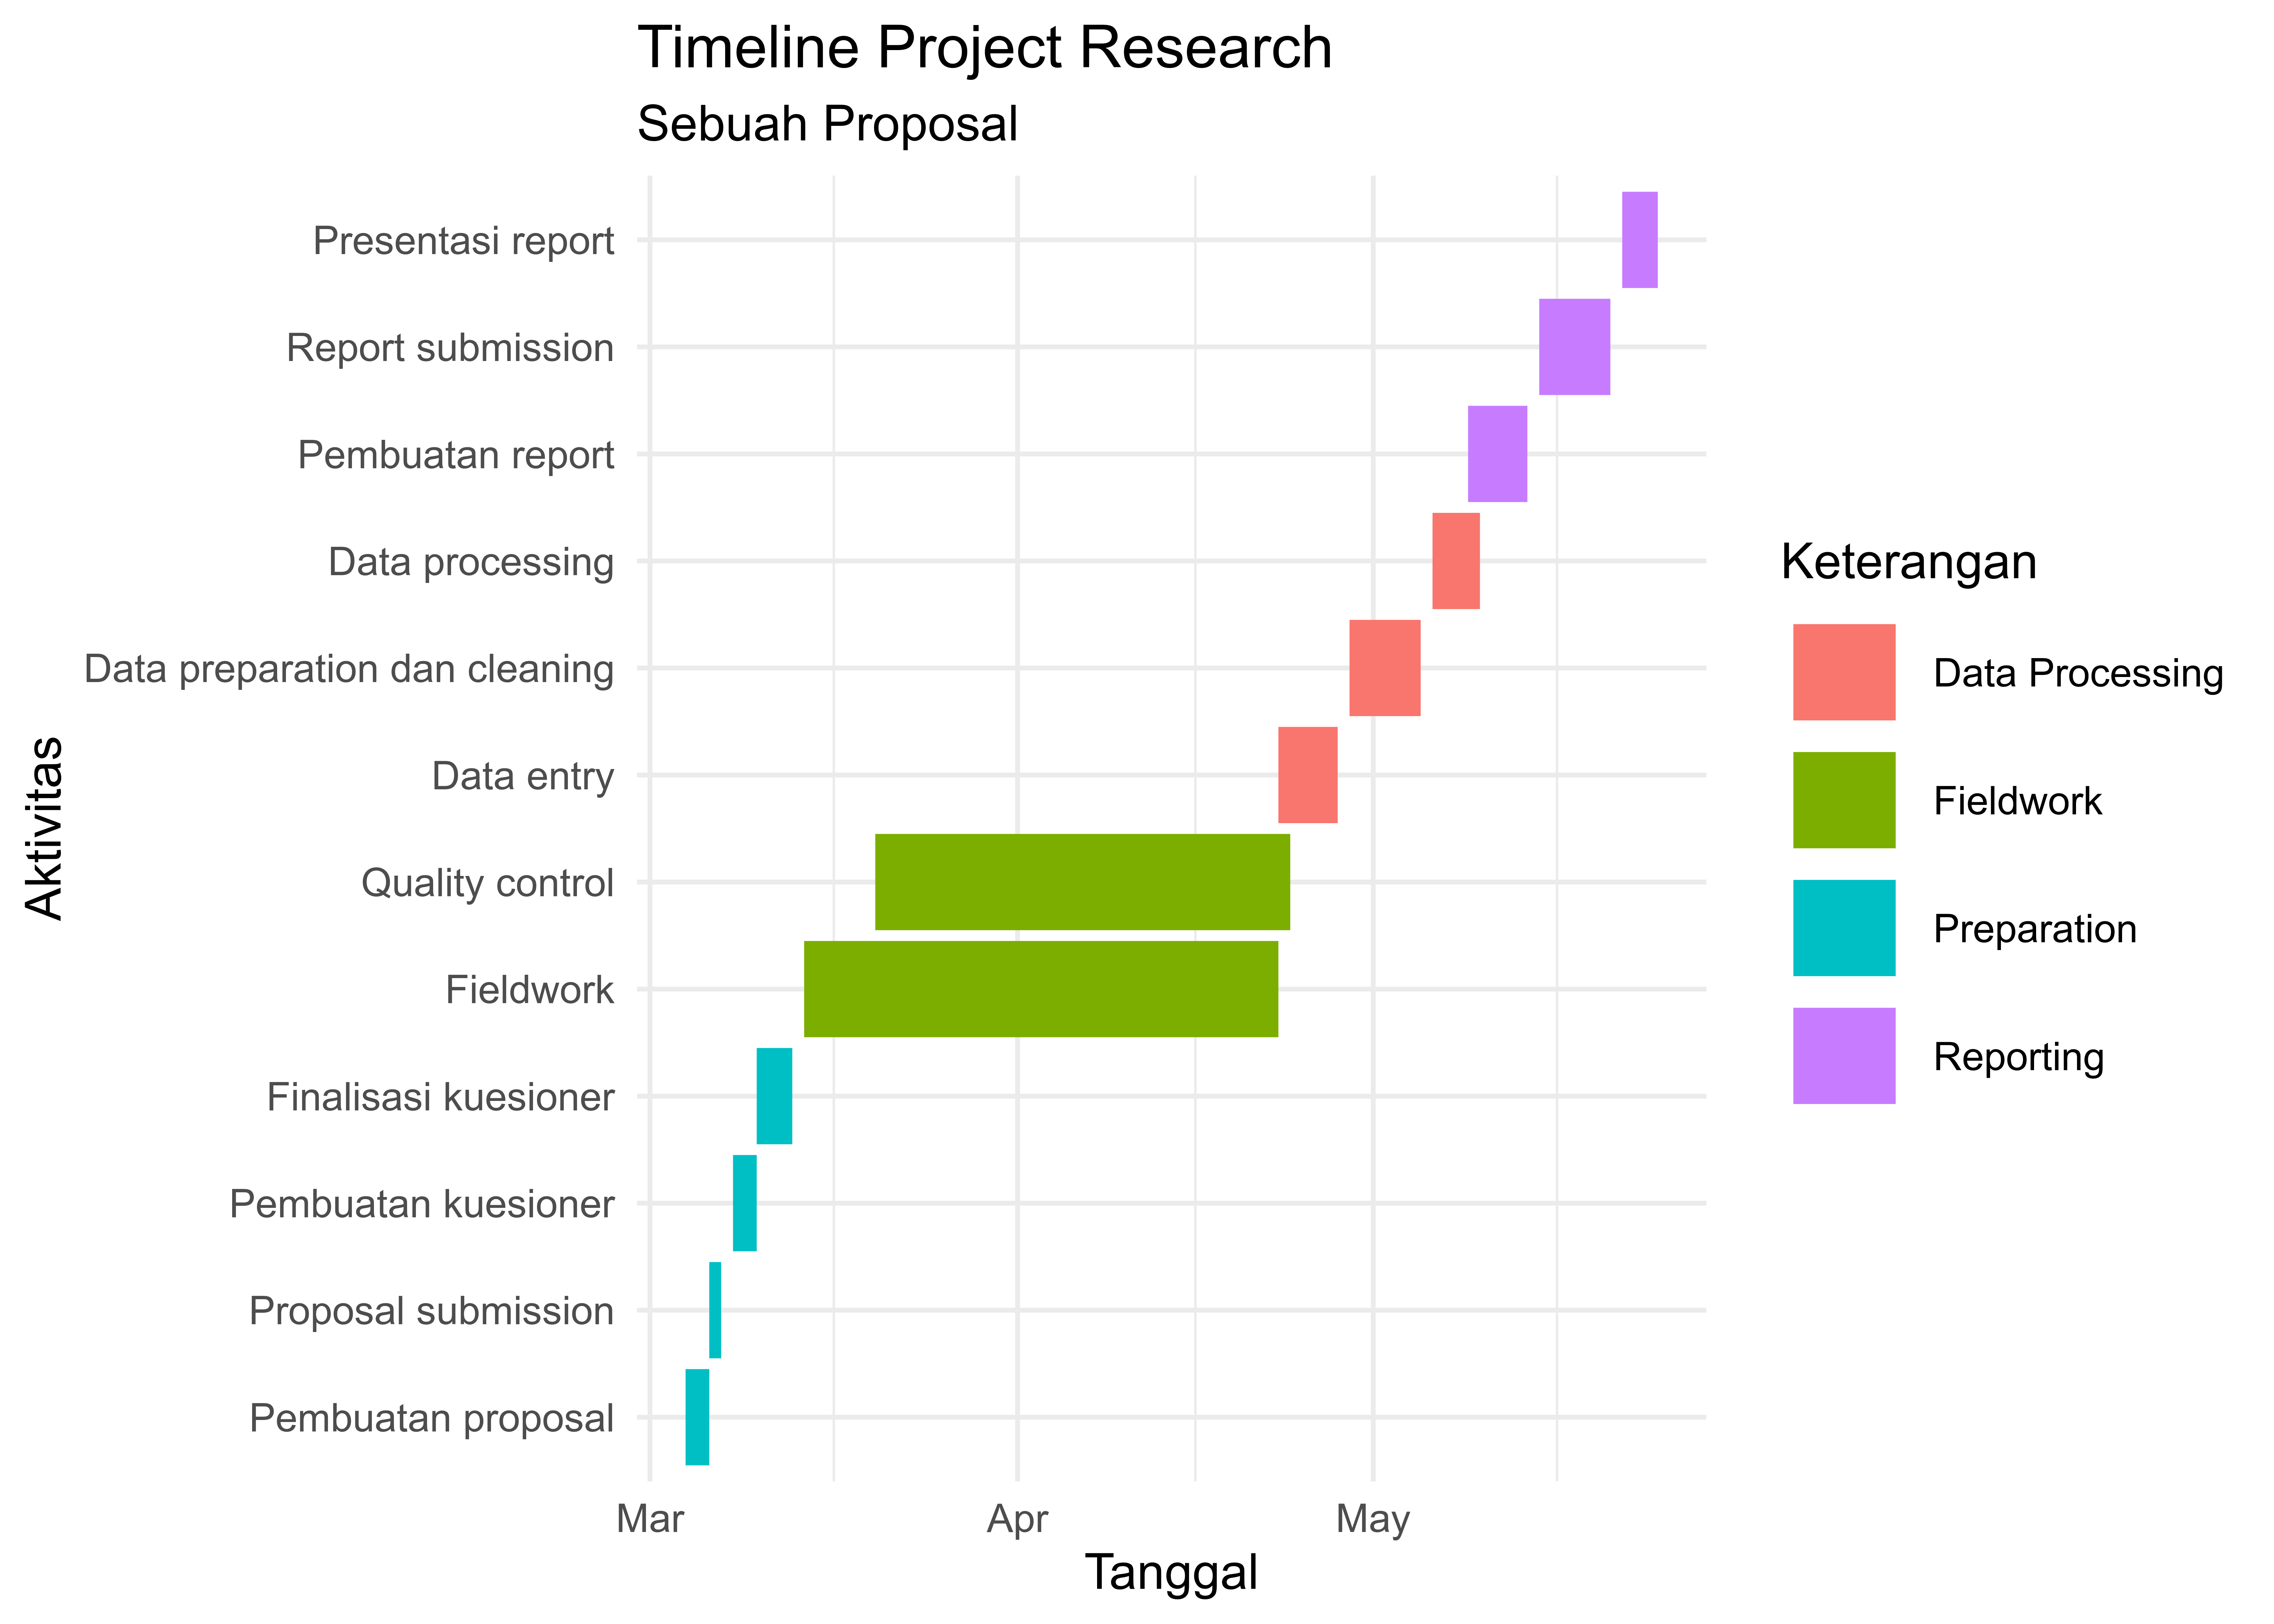 Timeline Project Research
Sebuah Proposal
Aktivitas
Presentasi report
Report submission
Pembuatan report
Data processing
Data preparation dan cleaning
Data entry
Quality control
Fieldwork
Finalisasi kuesioner
Pembuatan kuesioner
Proposal submission
Pembuatan proposal
Mar
Apr
May
Tanggal
Keterangan
Data Processing
Fieldwork
Preparation
Reporting